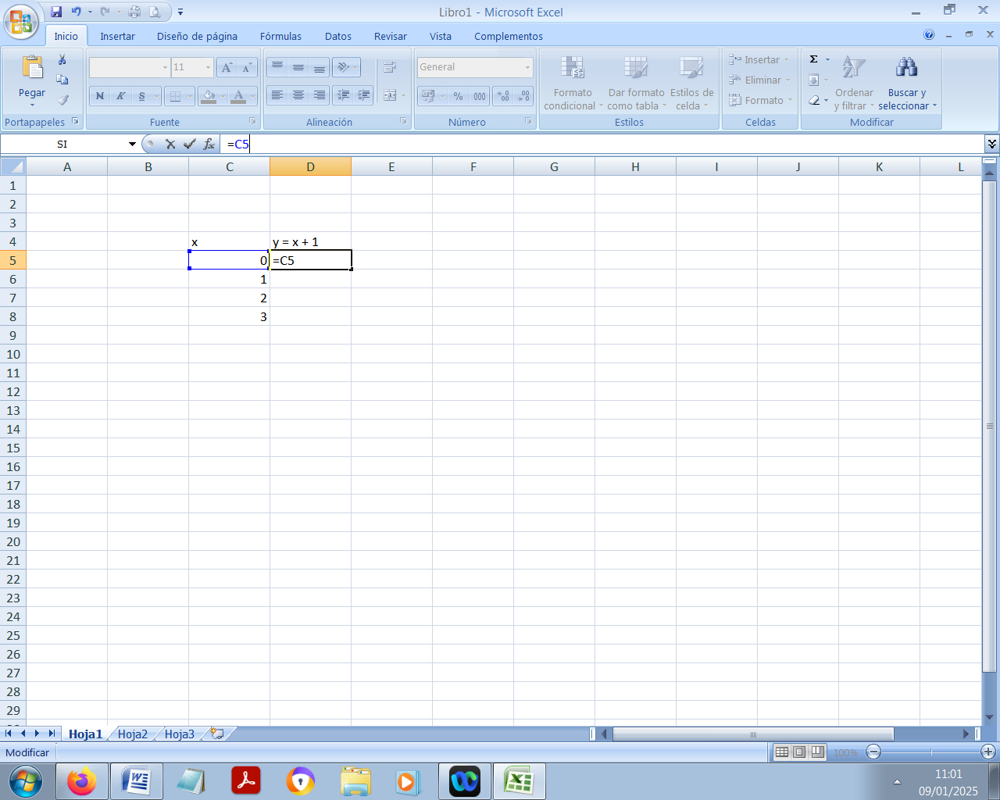 Libro1 - Microsoft Excel
Inicio Insertar Diseño de página Fórmulas Datos Revisar Vista Complementos
Pegar
Portapapeles
11
N K S
Fuente
Alineación
General
% 000
Número
Formato condicional
Dar formato como tabla
Estilos de celda
Estilos
Insertar
Eliminar
Formato
Celdas
Σ
Ordenar y filtrar
Buscar y seleccionar
Modificar
SI =C5
A B C D E F G H I J K L
1
2
3
4 x y = x + 1
5 0 =C5
6 1
7 2
8 3
9
10
11
12
13
14
15
16
17
18
19
20
21
22
23
24
25
26
27
28
29
Hoja1 Hoja2 Hoja3
Modificar 100%
11:01
09/01/2025